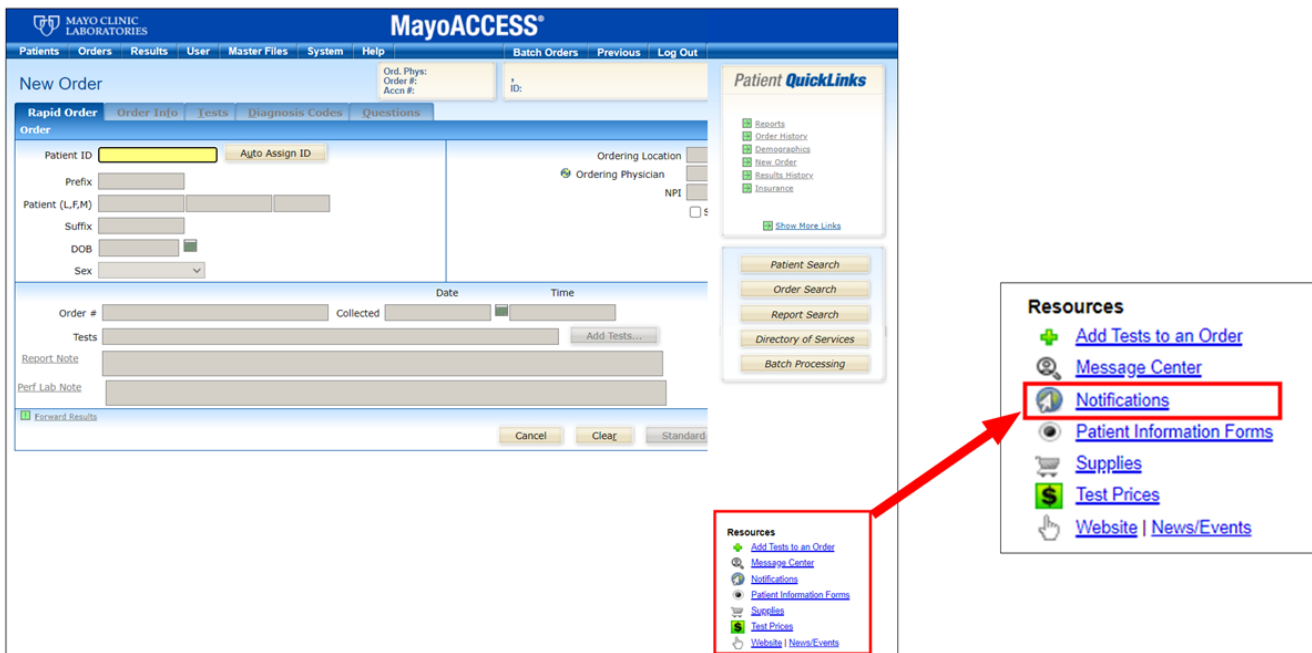 MAYO CLINIC
LABORATORIES
MayoACCESS®
Patients Orders Results User Master Files System Help Batch Orders Previous Log Out
New Order
Ord. Phys:
Order #:
Accn #:
,
ID:
Rapid Order Order Info Tests Diagnosis Codes Questions
Order
Patient ID Auto Assign ID
Prefix
Patient (L,F,M)
Suffix
DOB
Sex
Ordering Location
Ordering Physician
NPI
S
Date Time
Order # Collected
Tests Add Tests...
Report Note
Perf Lab Note
Forward Results
Cancel Clear Standard
Patient QuickLinks
Reports
Order History
Demographics
New Order
Results History
Insurance
Show More Links
Patient Search
Order Search
Report Search
Directory of Services
Batch Processing
Resources
Add Tests to an Order
Message Center
Notifications
Patient Information Forms
Supplies
$ Test Prices
Website | News/Events
Resources
Add Tests to an Order
Message Center
Notifications
Patient Information Forms
Supplies
$ Test Prices
Website | News/Events